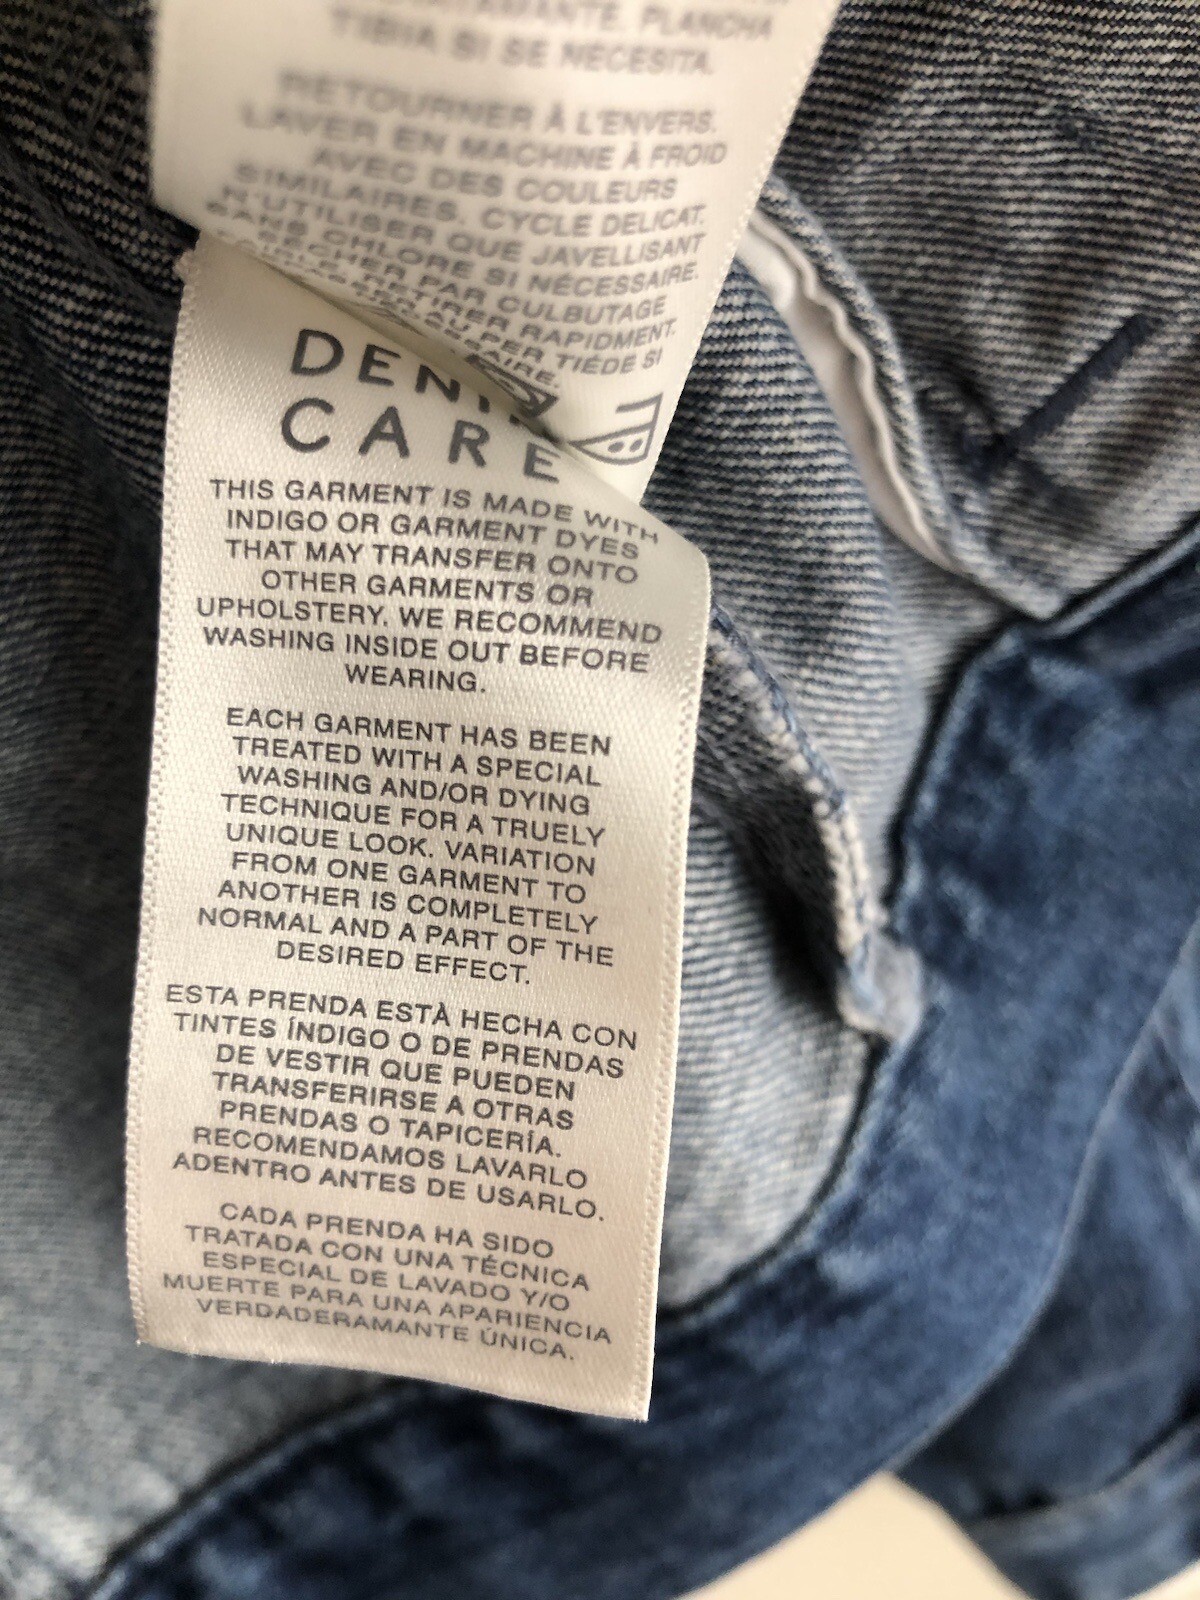 PLANCHA
TIBIA SI SE NECESITA.
RETOURNER À L'ENVERS.
LAVER EN MACHINE À FROID
AVEC DES COULEURS
SIMILAIRES. CYCLE DELICAT.
N'UTILISER QUE JAVELLISANT
SANS CHLORE SI NÉCESSAIRE.
SÉCHER PAR CULBUTAGE
RETIRER RAPIDMENT.
TIÉDE SI
DENIM
CARE
THIS GARMENT IS MADE WITH
INDIGO OR GARMENT DYES
THAT MAY TRANSFER ONTO
OTHER GARMENTS OR
UPHOLSTERY. WE RECOMMEND
WASHING INSIDE OUT BEFORE
WEARING.
EACH GARMENT HAS BEEN
TREATED WITH A SPECIAL
WASHING AND/OR DYING
TECHNIQUE FOR A TRUELY
UNIQUE LOOK. VARIATION
FROM ONE GARMENT TO
ANOTHER IS COMPLETELY
NORMAL AND A PART OF THE
DESIRED EFFECT.
ESTA PRENDA ESTÀ HECHA CON
TINTES ÍNDIGO O DE PRENDAS
DE VESTIR QUE PUEDEN
TRANSFERIRSE A OTRAS
PRENDAS O TAPICERÍA.
RECOMENDAMOS LAVARLO
ADENTRO ANTES DE USARLO.
CADA PRENDA HA SIDO
TRATADA CON UNA TÉCNICA
ESPECIAL DE LAVADO Y/O
MUERTE PARA UNA APARIENCIA
VERDADERAMANTE ÚNICA.